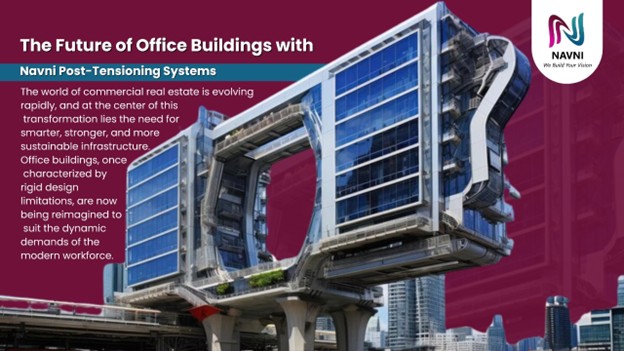 The Future of Office Buildings with
Navni Post-Tensioning Systems
The world of commercial real estate is evolving
rapidly, and at the center of this
transformation lies the need for
smarter, stronger, and more
sustainable infrastructure.
Office buildings, once
characterized by
rigid design
limitations, are now
being reimagined to
suit the dynamic
demands of the
modern workforce.
NAVNI
We Build Your Vision